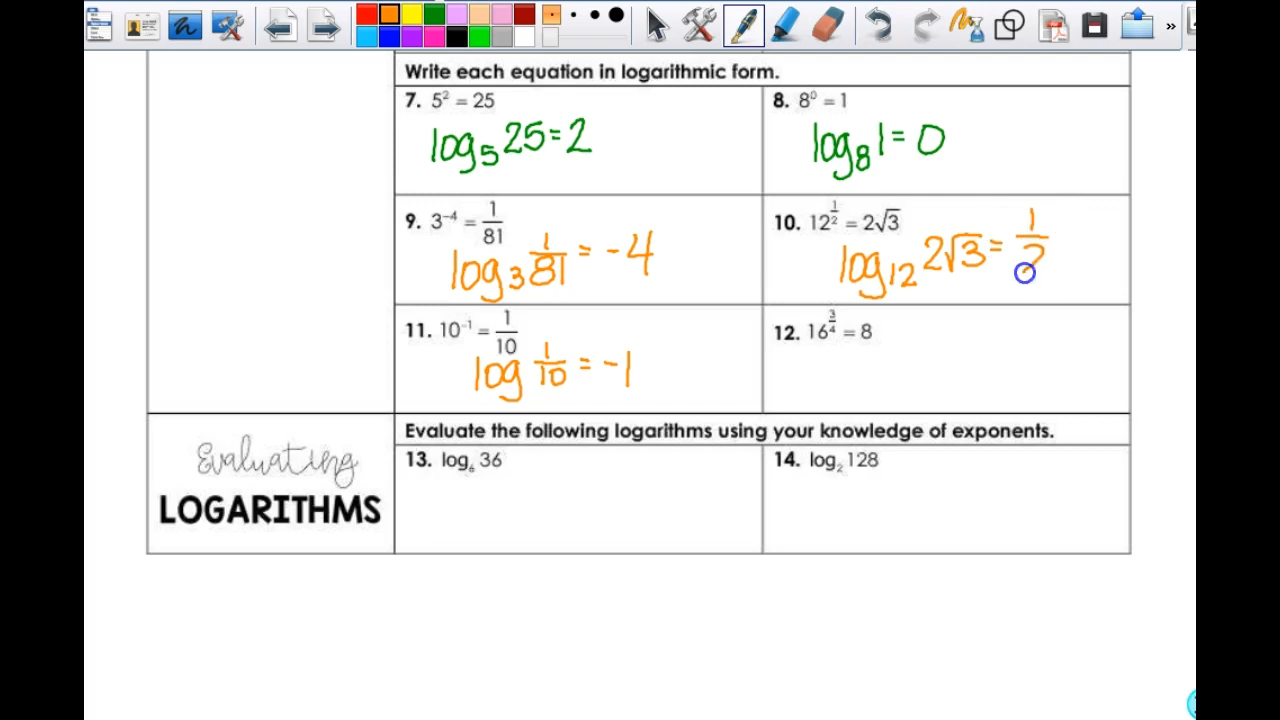 Write each equation in logarithmic form.
7. 5² = 25
log₅ 25 = 2
8. 8⁰ = 1
log₈ 1 = 0
9. 3⁻⁴ = 1/81
log₃ 1/81 = -4
10. 12^(1/2) = 2√3
log₁₂ 2√3 = 1/2
11. 10⁻¹ = 1/10
log 1/10 = -1
12. 16^(3/4) = 8
Evaluating
LOGARITHMS
Evaluate the following logarithms using your knowledge of exponents.
13. log₆ 36
14. log₂ 128